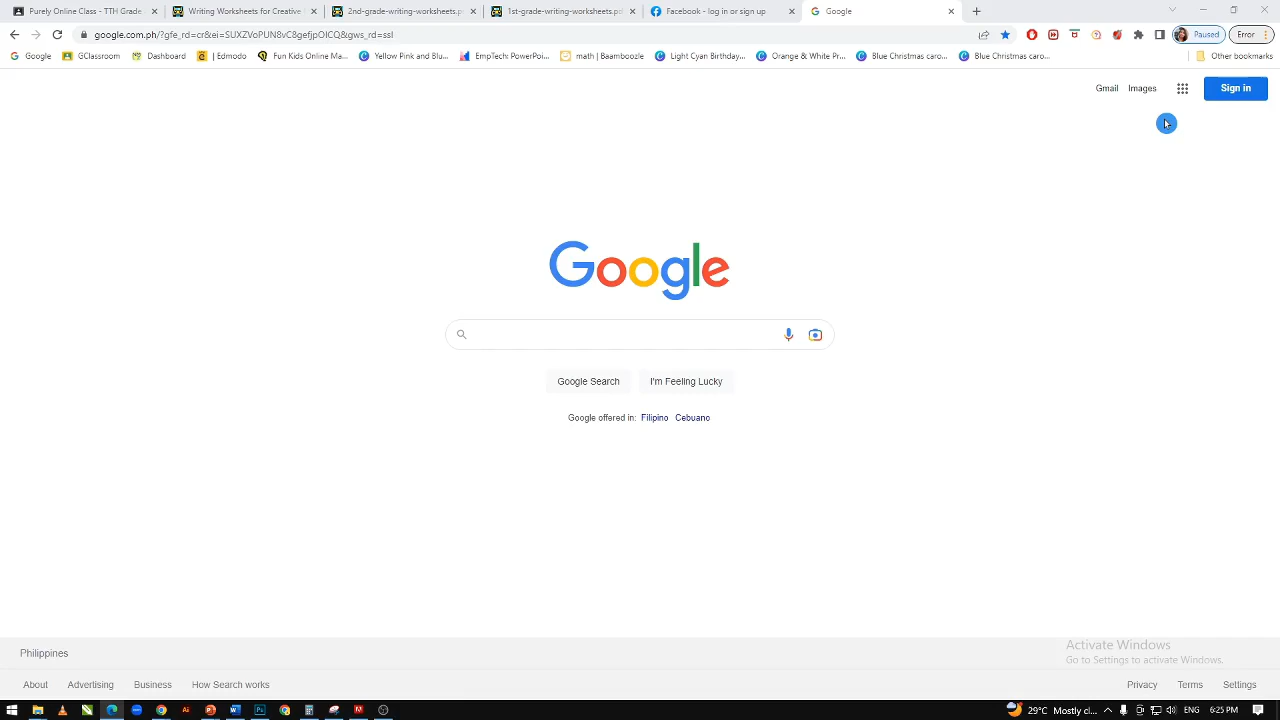 Purely Online Class - TTH Grade
Writing Worksheets for Creative
2nd-grade-writing-worksheets.p
1st-grade-writing-worksheets.pd
Facebook - log in or sign up
Google
google.com.ph/?gfe_rd=cr&ei=SUXZVoPUN8vC8gefjpOICQ&gws_rd=ssl
Paused
Error
Google
GClassroom
Dashboard
| Edmodo
Fun Kids Online Ma...
Yellow Pink and Blu...
EmpTech: PowerPoi...
math | Baamboozle
Light Cyan Birthday...
Orange & White Pr...
Blue Christmas caro...
Blue Christmas caro...
Other bookmarks
Gmail
Images
Sign in
Google
Google Search
I'm Feeling Lucky
Google offered in: Filipino Cebuano
Activate Windows
Go to Settings to activate Windows.
Philippines
About
Advertising
Business
How Search works
Privacy
Terms
Settings
29°C Mostly cl...
6:25 PM